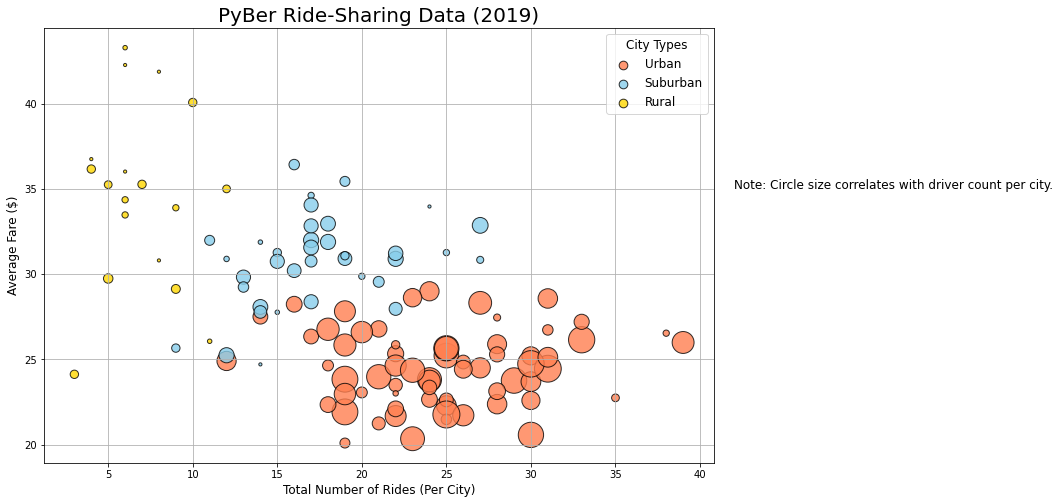 PyBer Ride-Sharing Data (2019)
City Types
Urban
Suburban
Rural
40
35
30
25
20
Average Fare ($)
Note: Circle size correlates with driver count per city.
5 10 15 20 25 30 35 40
Total Number of Rides (Per City)